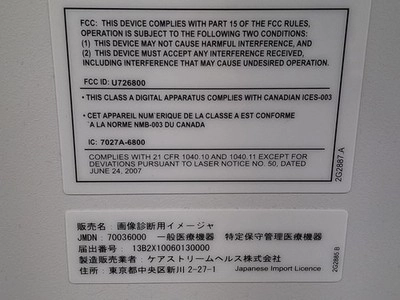 FCC: THIS DEVICE COMPLIES WITH PART 15 OF THE FCC RULES,
OPERATION IS SUBJECT TO THE FOLLOWING TWO CONDITIONS:
(1) THIS DEVICE MAY NOT CAUSE HARMFUL INTERFERENCE, AND
(2) THIS DEVICE MUST ACCEPT ANY INTERFERENCE RECEIVED,
INCLUDING INTERFERENCE THAT MAY CAUSE UNDESIRED OPERATION.
FCC ID: U726800
• THIS CLASS A DIGITAL APPARATUS COMPLIES WITH CANADIAN ICES-003
• CET APPAREIL NUM ERIQUE DE LA CLASSE A EST CONFORME
A LA NORME NMB-003 DU CANADA
IC: 7027A-6800
COMPLIES WITH 21 CFR 1040.10 AND 1040.11 EXCEPT FOR
DEVIATIONS PURSUANT TO LASER NOTICE NO. 50, DATED
JUNE 24, 2007
2G2887.A
販売名 : 画像診断用イメージャ
JMDN : 70036000 一般医療機器 特定保守管理医療機器
届出番号 : 13B2X10060130000
製造販売業者 : ケアストリームヘルス株式会社
住所 : 東京都中央区新川 2-27-1 Japanese Import Licence
2G2885 B